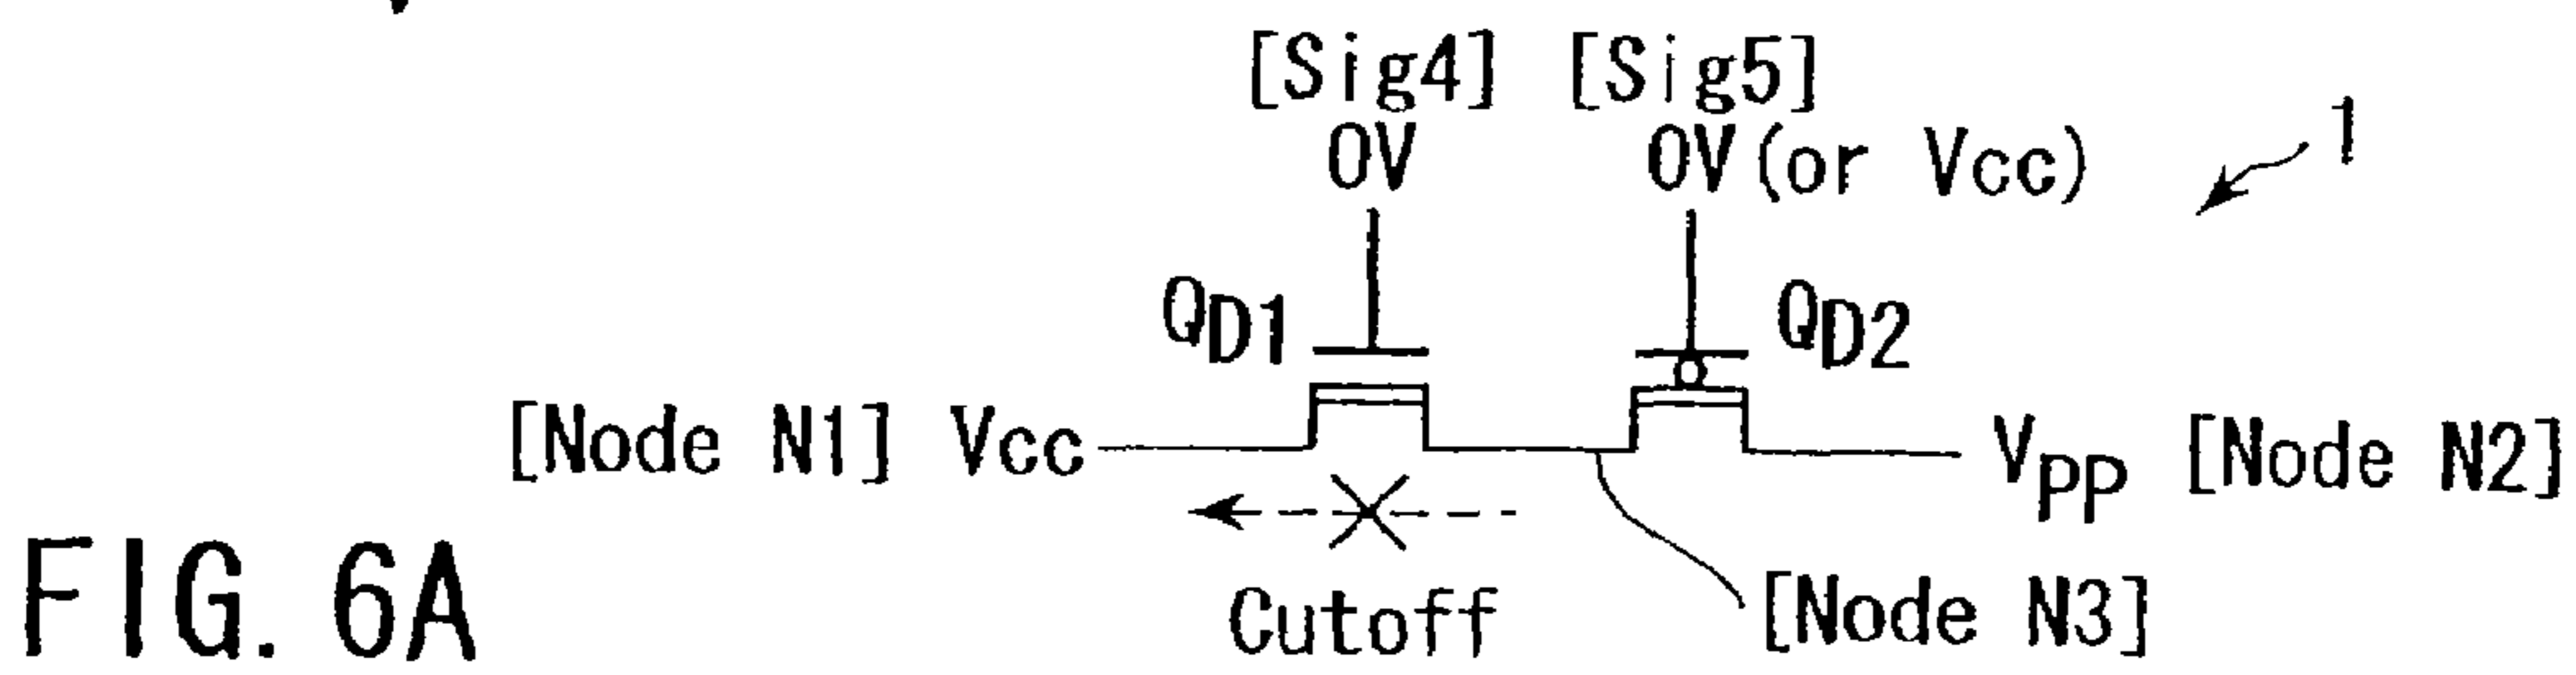 [Sig4] [Sig5]
0V 0V(or Vcc)
1
QD1 QD2
[Node N1] Vcc VPP [Node N2]
Cutoff [Node N3]
FIG. 6A